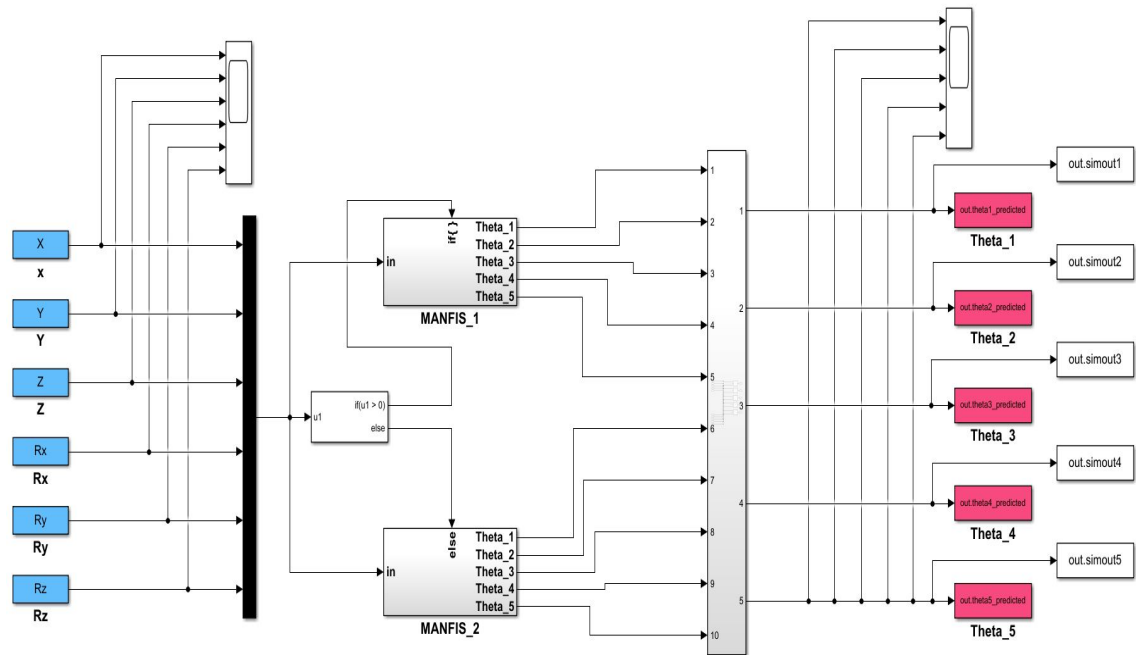 X
x
Y
Y
Z
Z
Rx
Rx
Ry
Ry
Rz
Rz
u1
if(u1 > 0)
else
if{ }
in
Theta_1
Theta_2
Theta_3
Theta_4
Theta_5
MANFIS_1
else
in
Theta_1
Theta_2
Theta_3
Theta_4
Theta_5
MANFIS_2
1
2
3
4
5
6
7
8
9
10
1
2
3
4
5
out.simout1
out.theta1_predicted
Theta_1
out.simout2
out.theta2_predicted
Theta_2
out.simout3
out.theta3_predicted
Theta_3
out.simout4
out.theta4_predicted
Theta_4
out.simout5
out.theta5_predicted
Theta_5